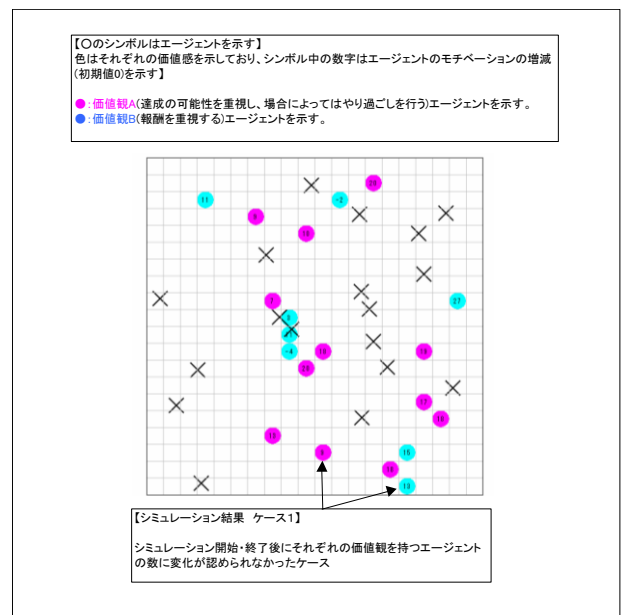 【〇のシンボルはエージェントを示す】
色はそれぞれの価値感を示しており、シンボル中の数字はエージェントのモチベーションの増減
(初期値0)を示す】
●:価値観A(達成の可能性を重視し、場合によってはやり過ごしを行う)エージェントを示す。
●:価値観B(報酬を重視する)エージェントを示す。
11
-2
7
27
-4
15
【シミュレーション結果 ケース1】
シミュレーション開始・終了後にそれぞれの価値観を持つエージェント
の数に変化が認められなかったケース